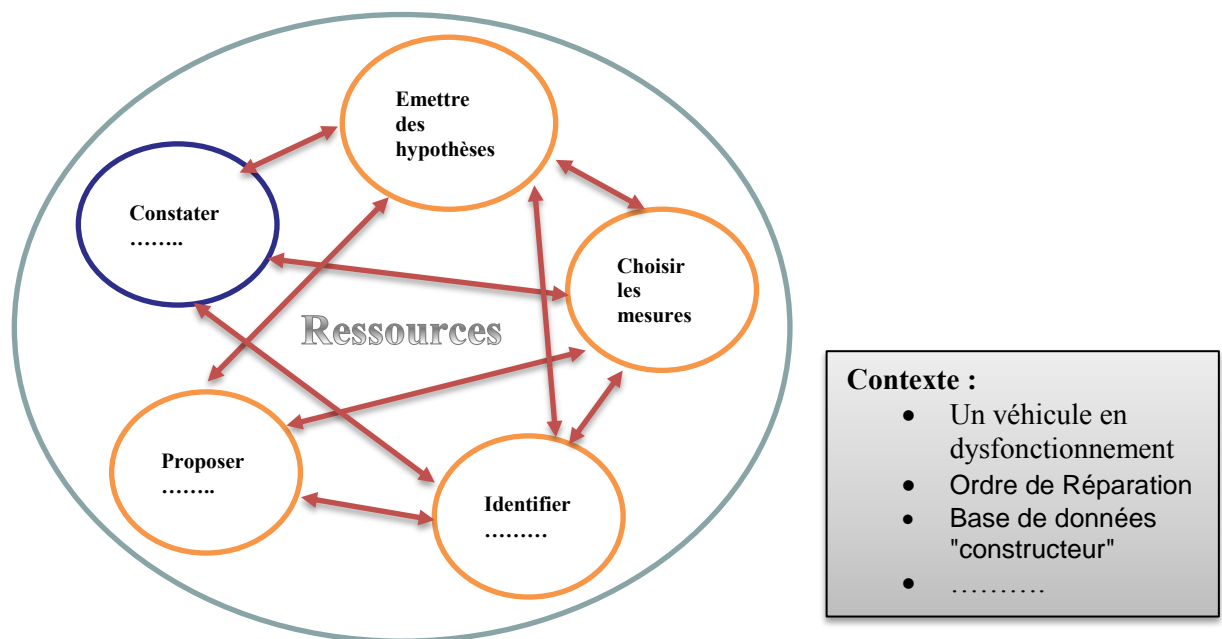 Emettre
des
hypothèses
Constater
……..
Choisir
les
mesures
Ressources
Proposer
……..
Identifier
………
Contexte :
• Un véhicule en
dysfonctionnement
• Ordre de Réparation
• Base de données
"constructeur"
• ……….